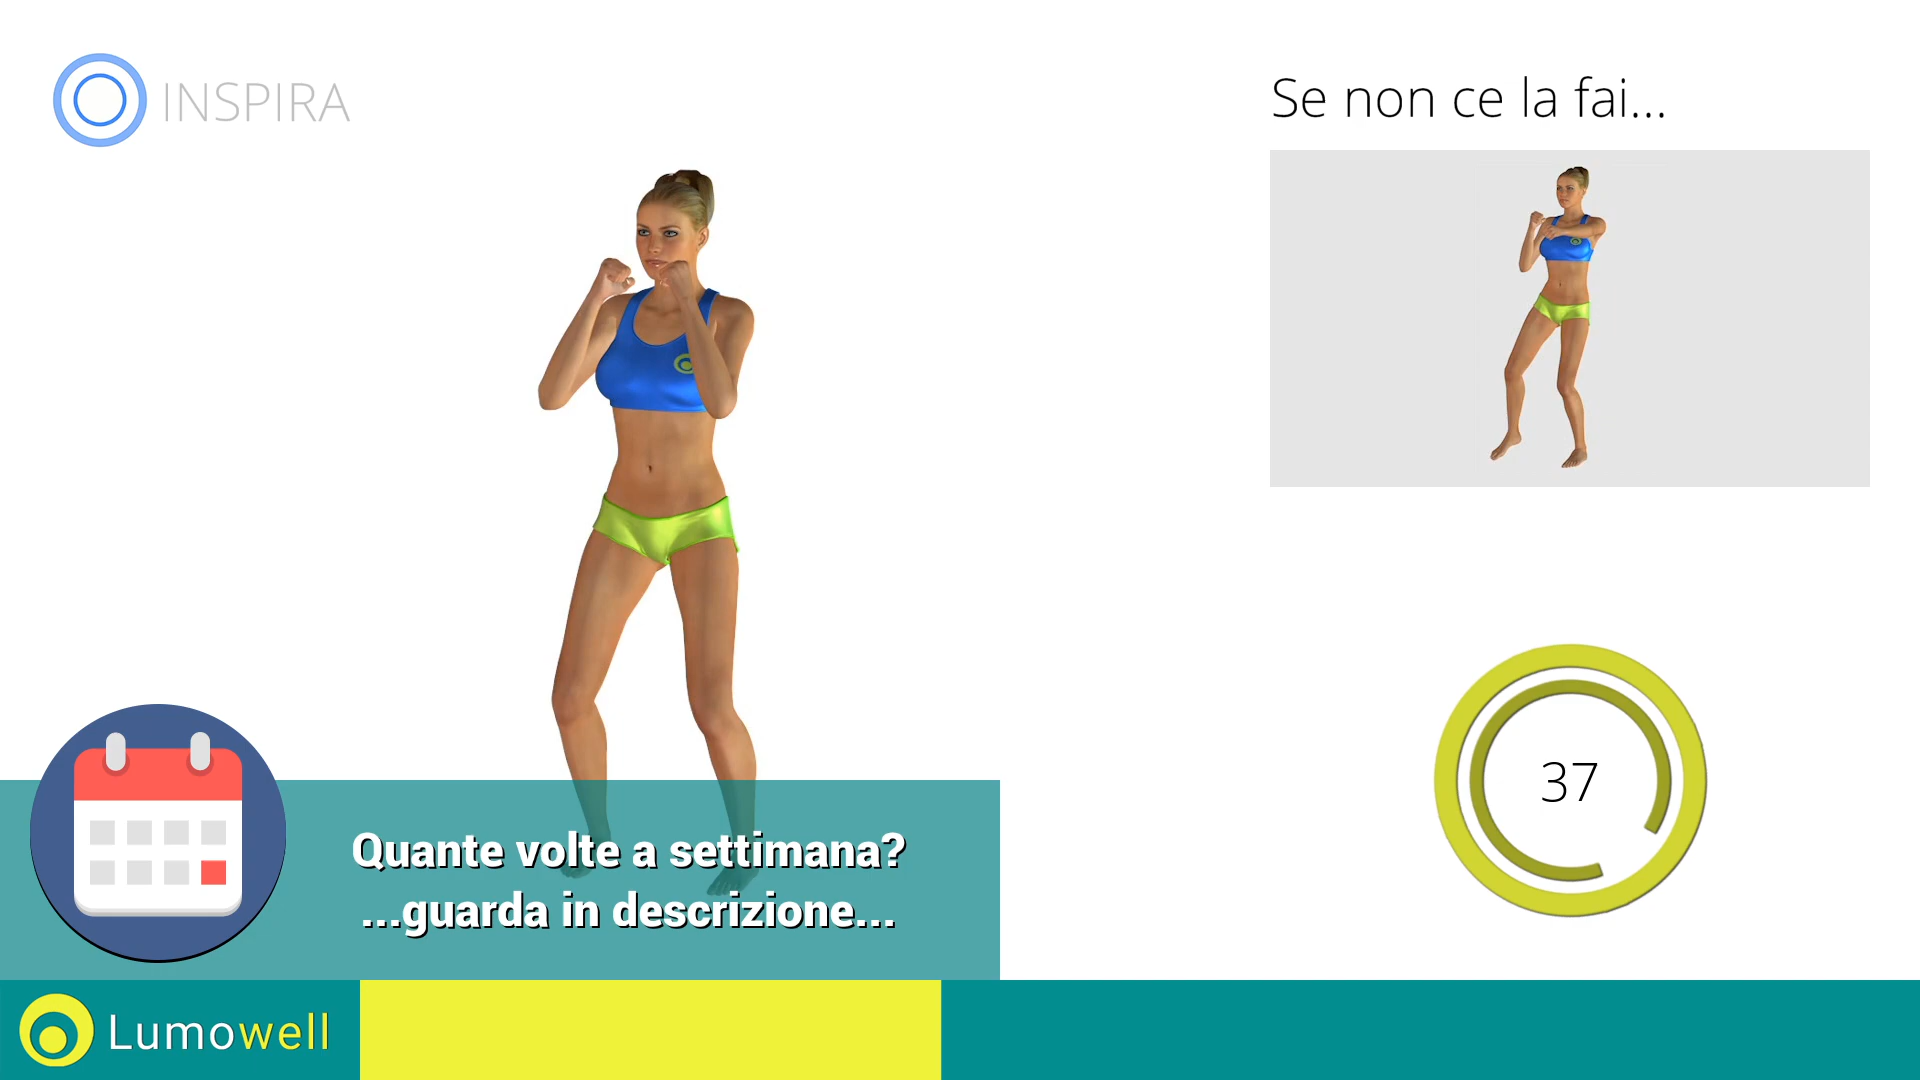 INSPIRA
Se non ce la fai...
37
Quante volte a settimana?
...guarda in descrizione...
Lumowell